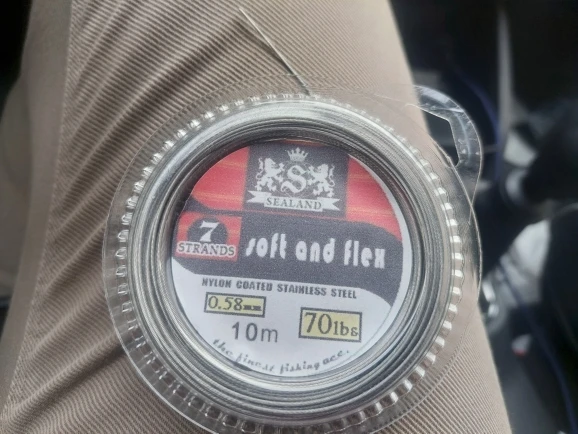 S
SEALAND
7
STRANDS
soft and flex
NYLON COATED STAINLESS STEEL
0.58mm
10m
70lbs
the finest fishing acc.